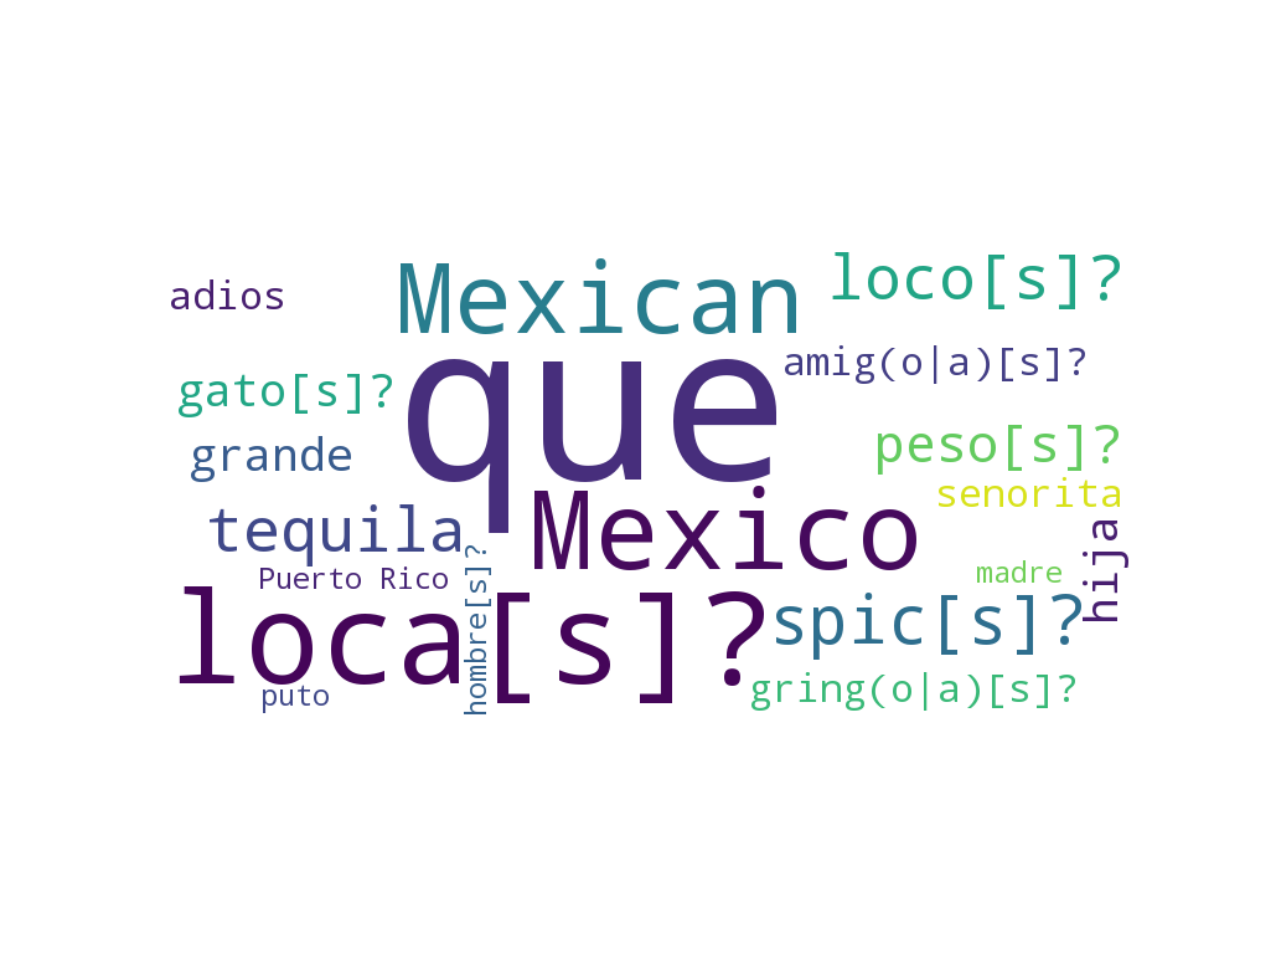 adios
Mexican
loco[s]?
gato[s]?
que
amig(o|a)[s]?
grande
peso[s]?
senorita
tequila
Mexico
hija
Puerto Rico
hombre[s]?
madre
loca[s]?
spic[s]?
puto
gring(o|a)[s]?